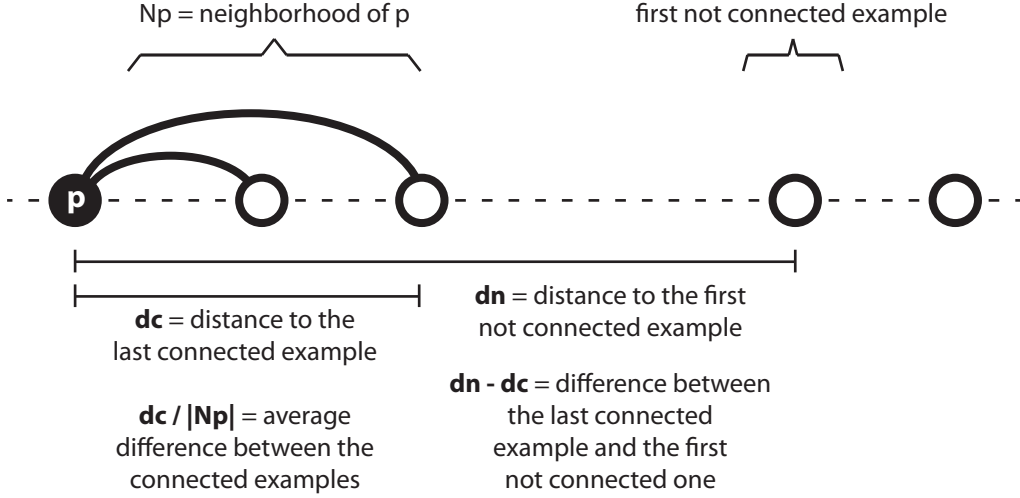 Np = neighborhood of p
first not connected example
p
dn = distance to the first
not connected example
dc = distance to the
last connected example
dn - dc = difference between
the last connected
example and the first
not connected one
dc / |Np| = average
difference between the
connected examples